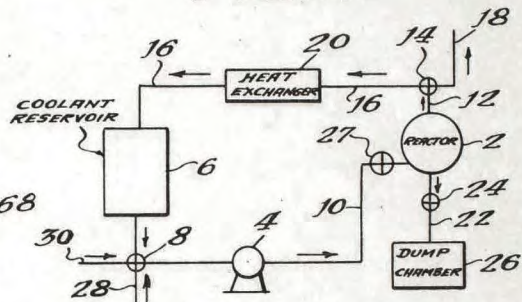 18
20
14
16
HEAT
EXCHANGER
16
12
COOLANT
RESERVOIR
27
REACTOR
2
6
24
68
10
22
4
30
8
DUMP
CHAMBER
26
28